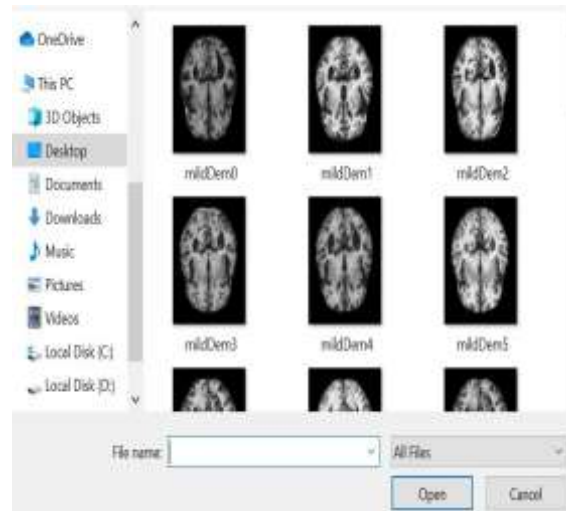 OneDrive
This PC
3D Objects
Desktop
Documents
Downloads
Music
Pictures
Videos
Local Disk (C:)
Local Disk (D:)
mildDem0 mildDem1 mildDem2
mildDem3 mildDem4 mildDem5
File name: All Files
Open Cancel